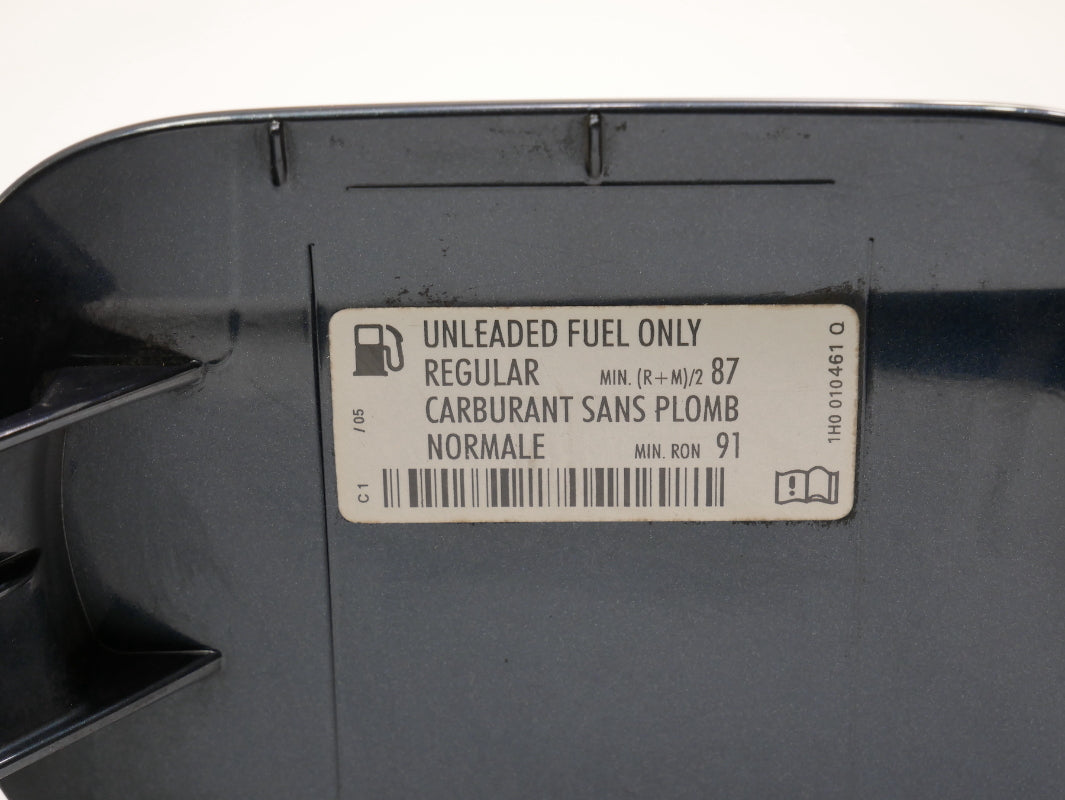 UNLEADED FUEL ONLY
REGULAR MIN. (R+M)/2 87
CARBURANT SANS PLOMB
NORMALE MIN. RON 91
C1 /05
1H0 010461 Q
!